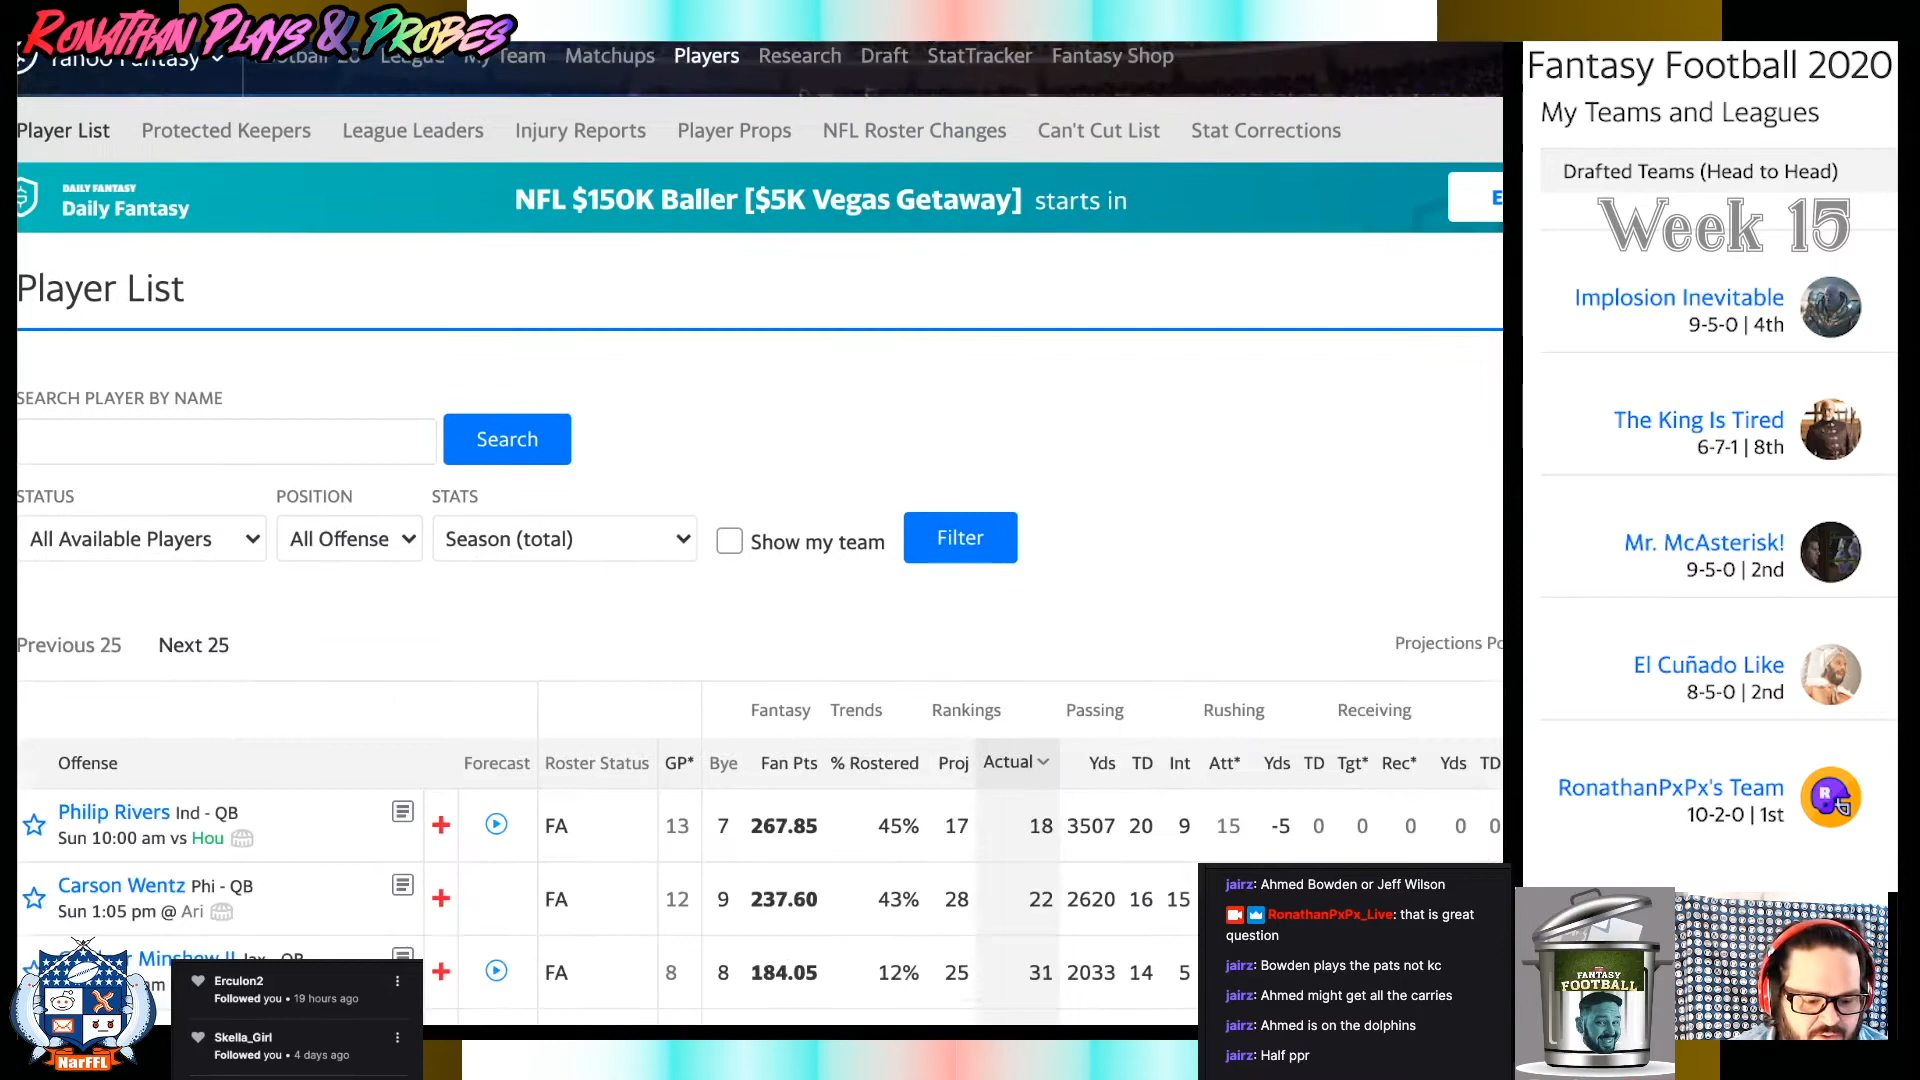 RONATHAN PLAYS & PROBES
Yahoo Fantasy League My Team Matchups Players Research Draft StatTracker Fantasy Shop
Player List Protected Keepers League Leaders Injury Reports Player Props NFL Roster Changes Can't Cut List Stat Corrections
DAILY FANTASY
Daily Fantasy
NFL $150K Baller [$5K Vegas Getaway] starts in E
Player List
SEARCH PLAYER BY NAME
Search
STATUS POSITION STATS
All Available Players All Offense Season (total) Show my team Filter
Previous 25 Next 25 Projections Po
Fantasy Trends Rankings Passing Rushing Receiving
Offense Forecast Roster Status GP* Bye Fan Pts % Rostered Proj Actual Yds TD Int Att* Yds TD Tgt* Rec* Yds TD
Philip Rivers Ind - QB
Sun 10:00 am vs Hou
FA 13 7 267.85 45% 17 18 3507 20 9 15 -5 0 0 0 0 0
Carson Wentz Phi - QB
Sun 1:05 pm @ Ari
FA 12 9 237.60 43% 28 22 2620 16 15
Minshew II Jax - QB
am
FA 8 8 184.05 12% 25 31 2033 14 5
Fantasy Football 2020
My Teams and Leagues
Drafted Teams (Head to Head)
Week 15
Implosion Inevitable
9-5-0 | 4th
The King Is Tired
6-7-1 | 8th
Mr. McAsterisk!
9-5-0 | 2nd
El Cuñado Like
8-5-0 | 2nd
RonathanPxPx's Team
10-2-0 | 1st
R
NarFFL
Erculon2
Followed you • 19 hours ago
Skella_Girl
Followed you • 4 days ago
jairz: Ahmed Bowden or Jeff Wilson
RonathanPxPx_Live: that is great
question
jairz: Bowden plays the pats not kc
jairz: Ahmed might get all the carries
jairz: Ahmed is on the dolphins
jairz: Half ppr
FANTASY
FOOTBALL